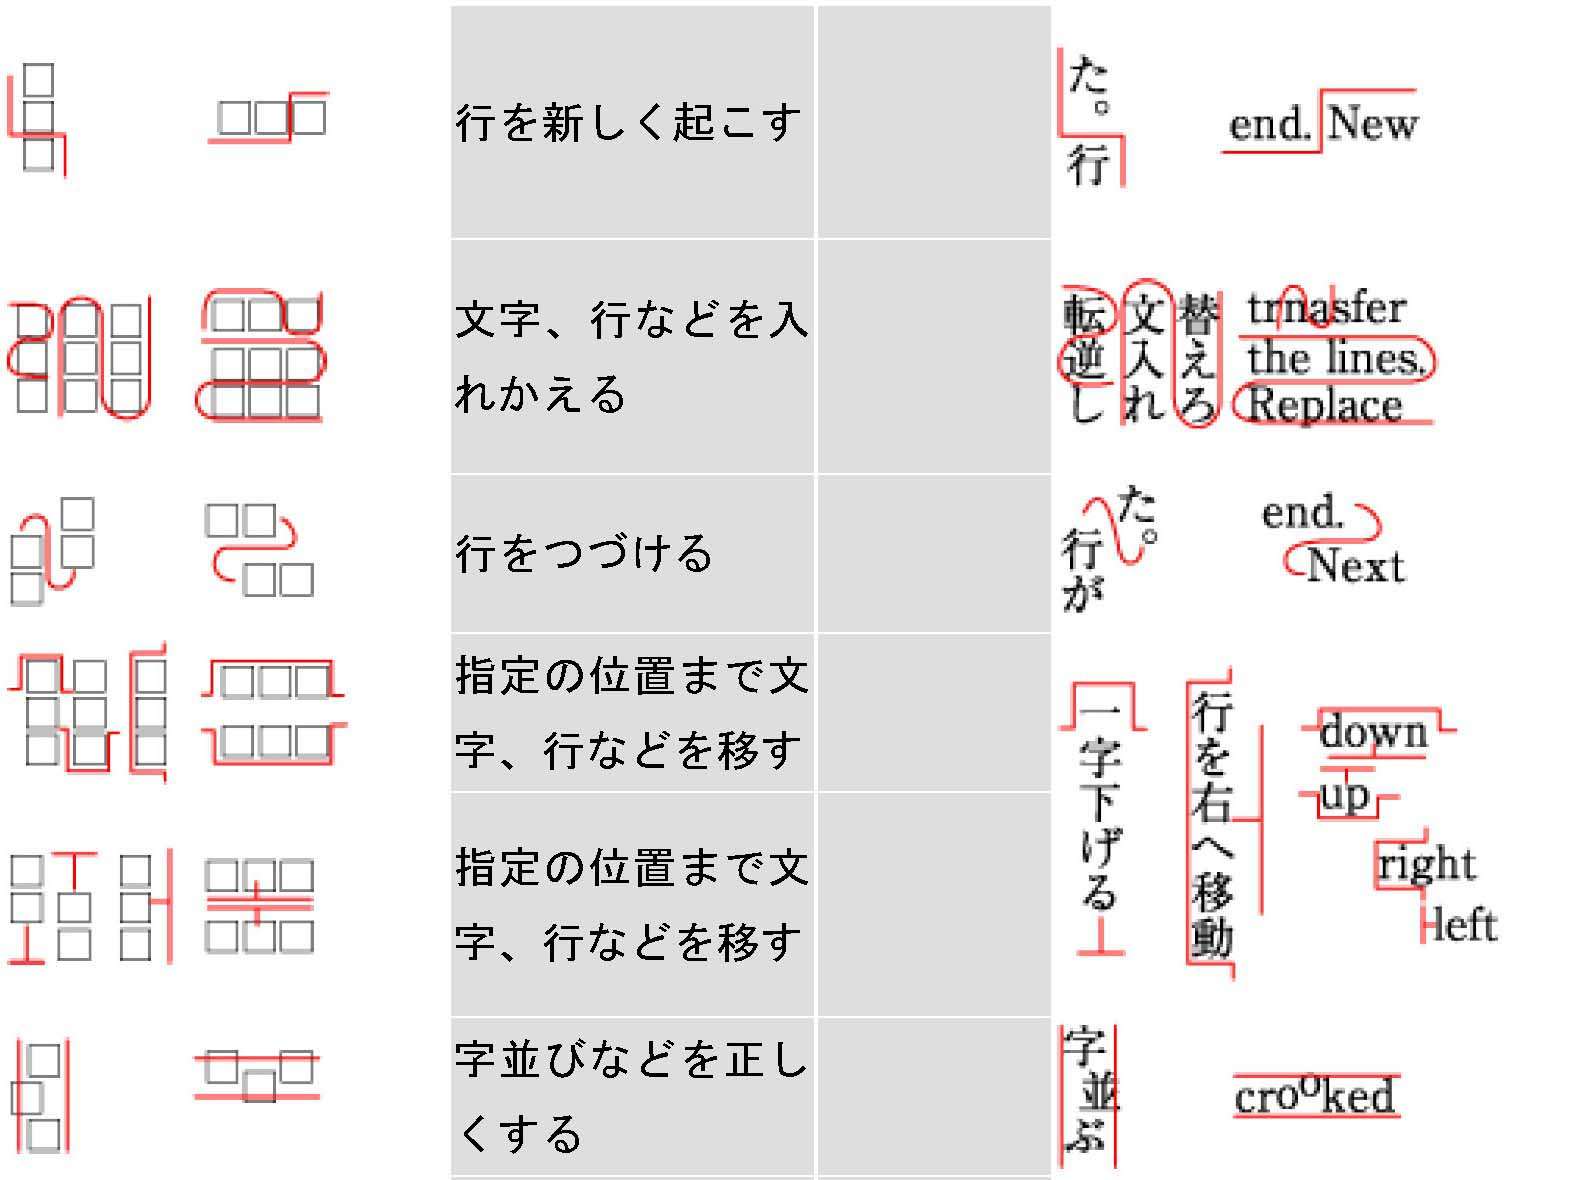 行を新しく起こす
た。
行
end. New
文字、行などを入
れかえる
替えろ
文入れ
転逆し
trnasfer
the lines.
Replace
行をつづける
た。
行が
end.
Next
指定の位置まで文
字、行などを移す
指定の位置まで文
字、行などを移す
行を右へ移動
一字下げる
down
up
right
left
字並びなどを正し
くする
字並ぶ
crooked